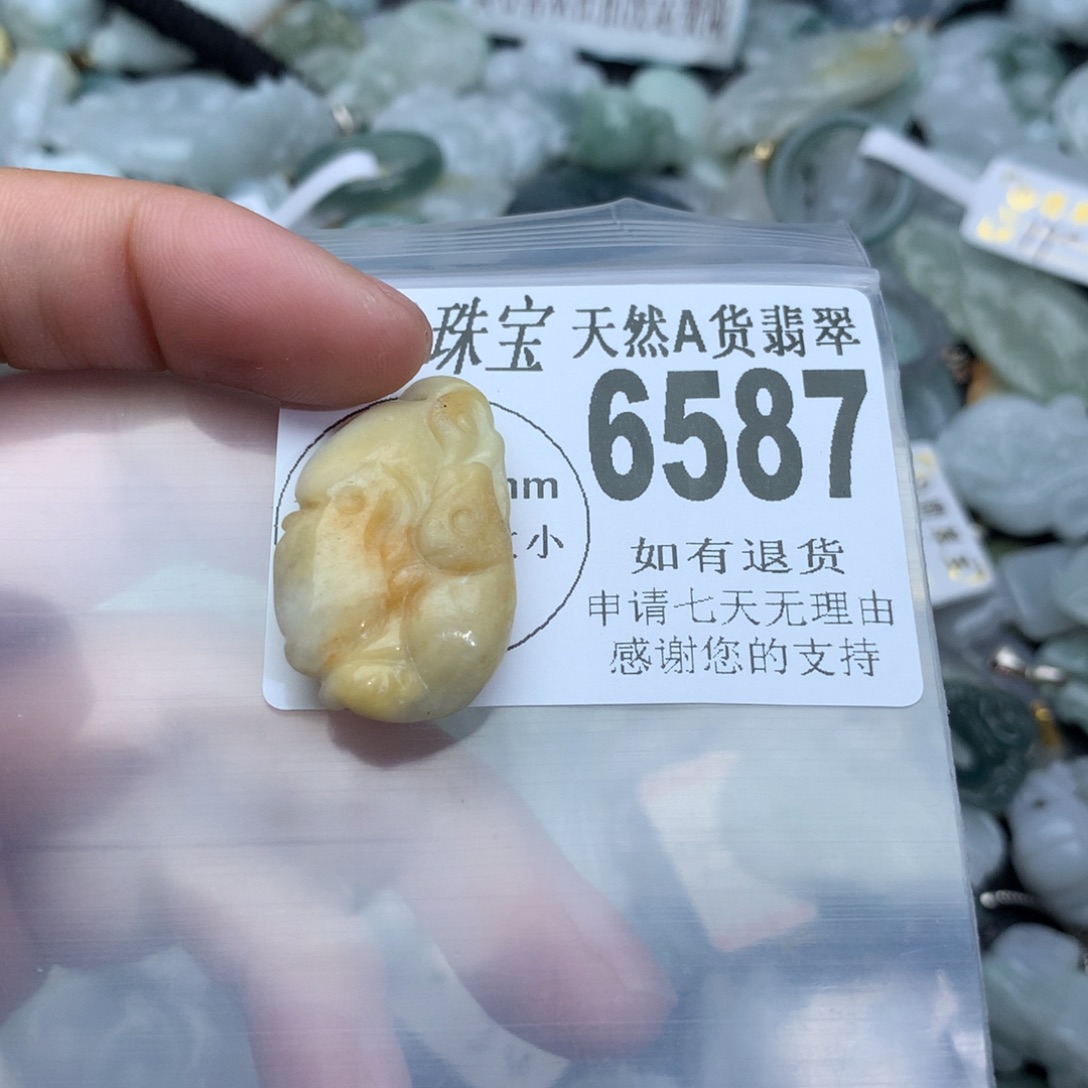 珠宝 天然A货翡翠
6587
mm
小
如有退货
申请七天无理由
感谢您的支持